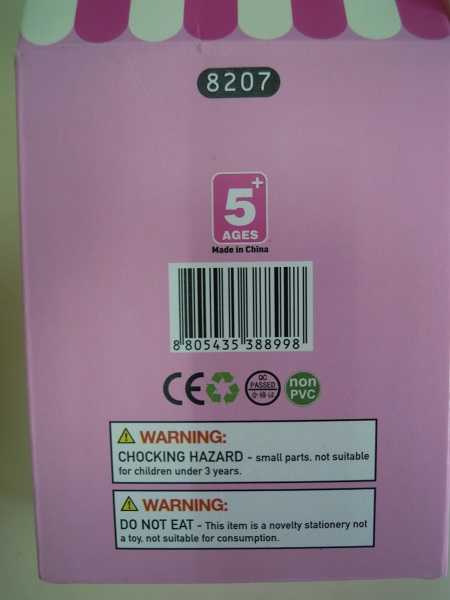 8207
5+
AGES
Made in China
8 805435 388998
CE
QC
PASSED
合格证
non
PVC
WARNING:
CHOCKING HAZARD - small parts, not suitable
for children under 3 years.
WARNING:
DO NOT EAT - This item is a novelty stationery not
a toy, not suitable for consumption.